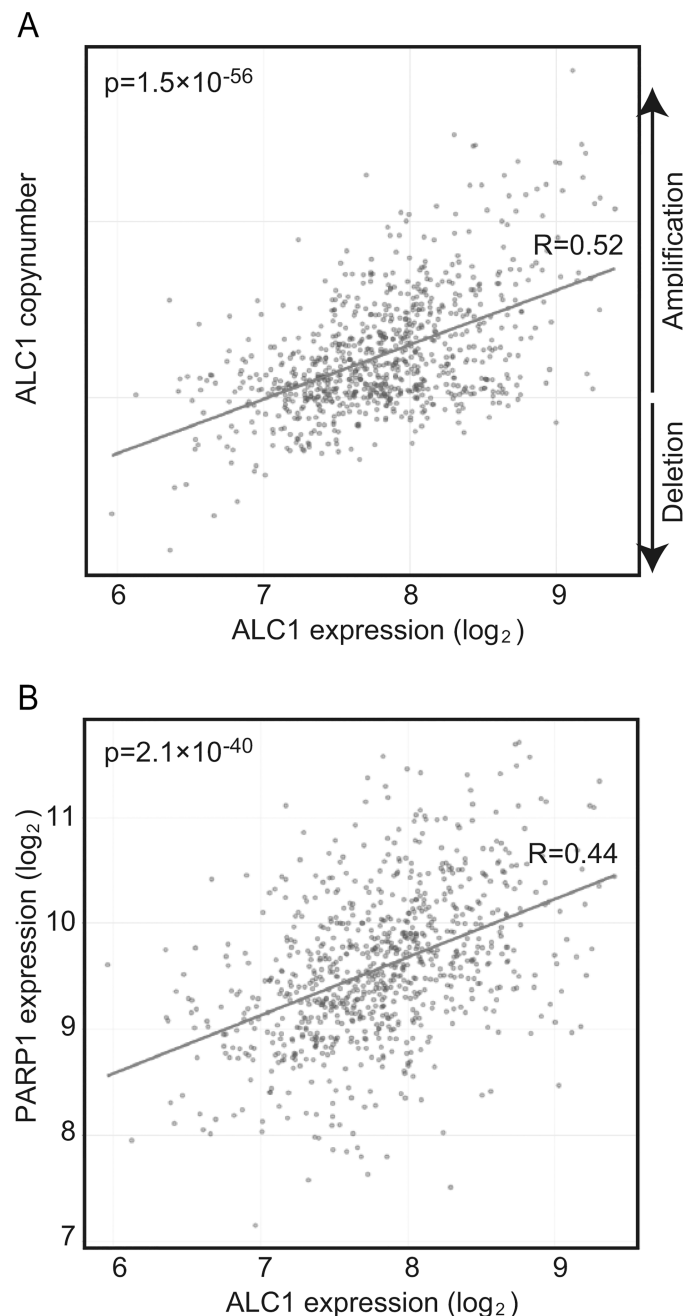 A
p=1.5×10-56
R=0.52
ALC1 copynumber
Amplification
Deletion
6 7 8 9
ALC1 expression (log2)
B
p=2.1×10-40
R=0.44
PARP1 expression (log2)
11
10
9
8
7
6 7 8 9
ALC1 expression (log2)